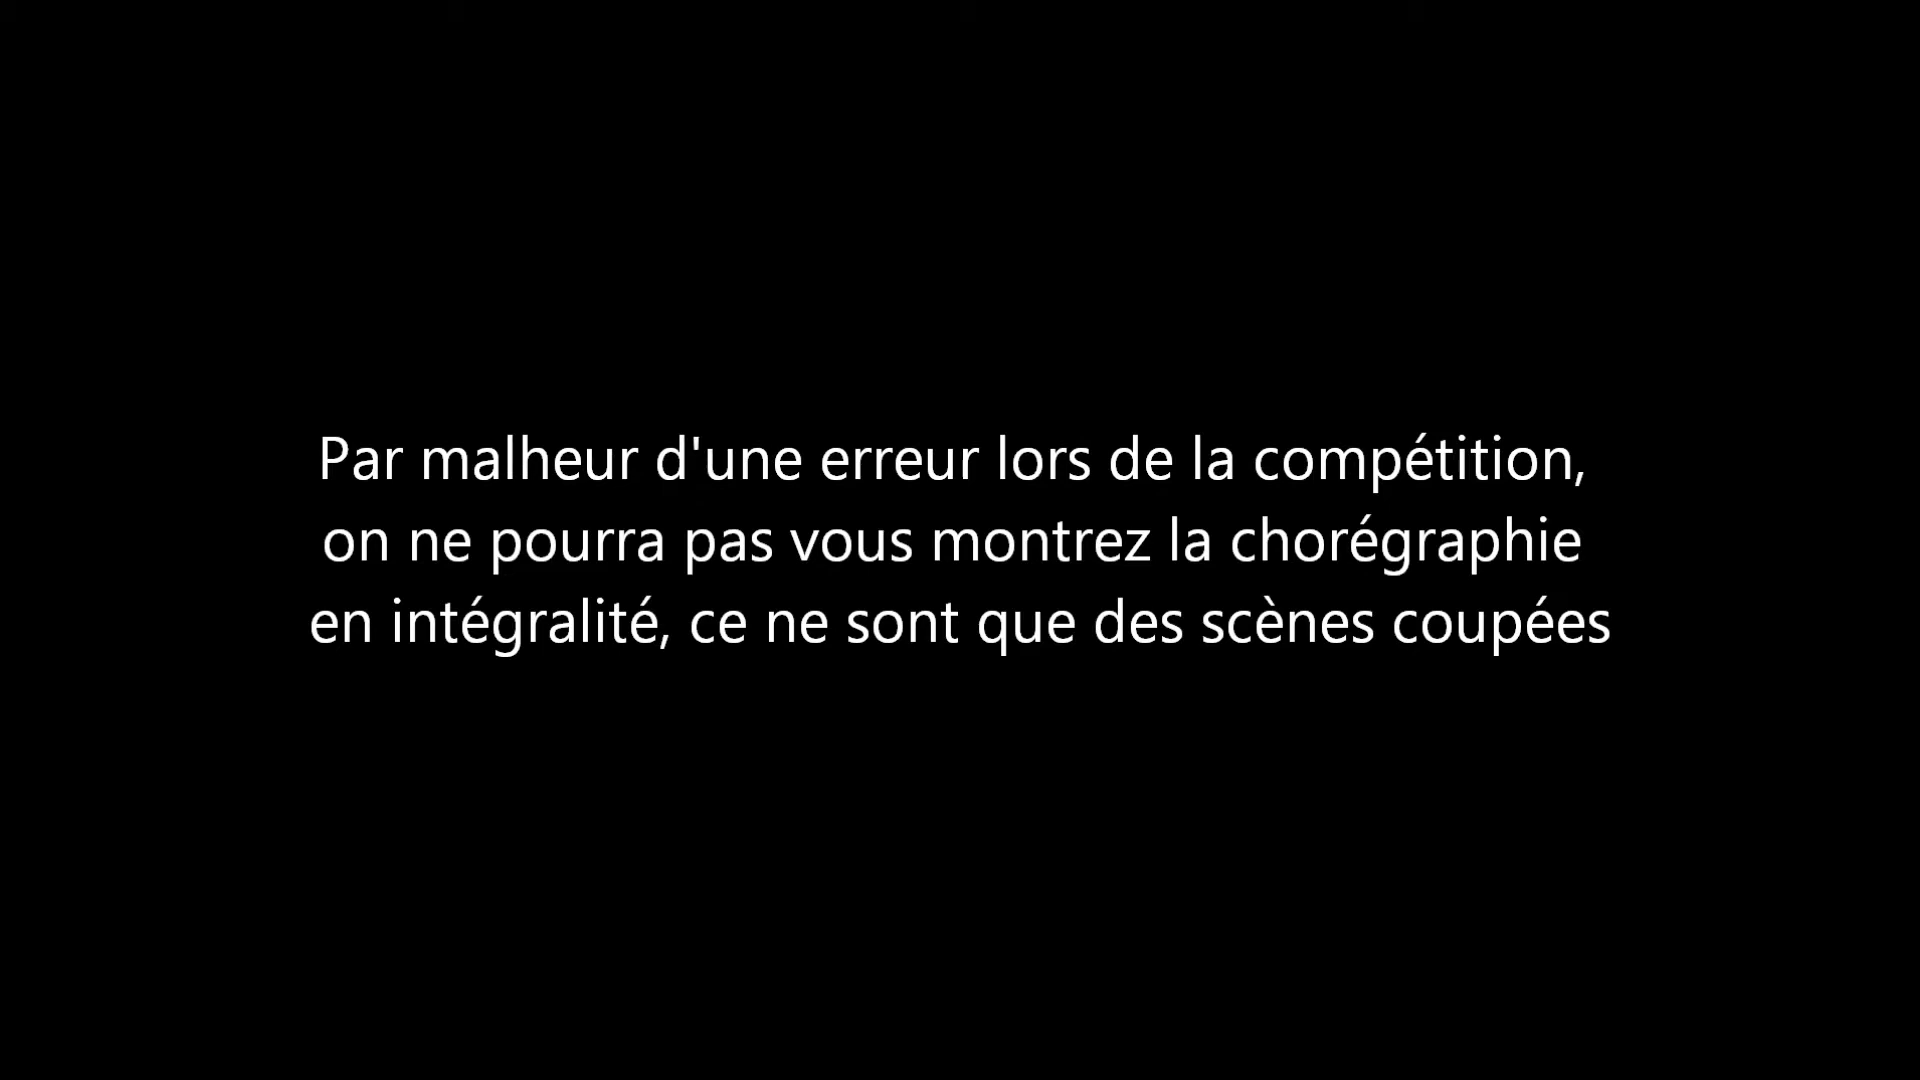 Par malheur d'une erreur lors de la compétition,
on ne pourra pas vous montrez la chorégraphie
en intégralité, ce ne sont que des scènes coupées